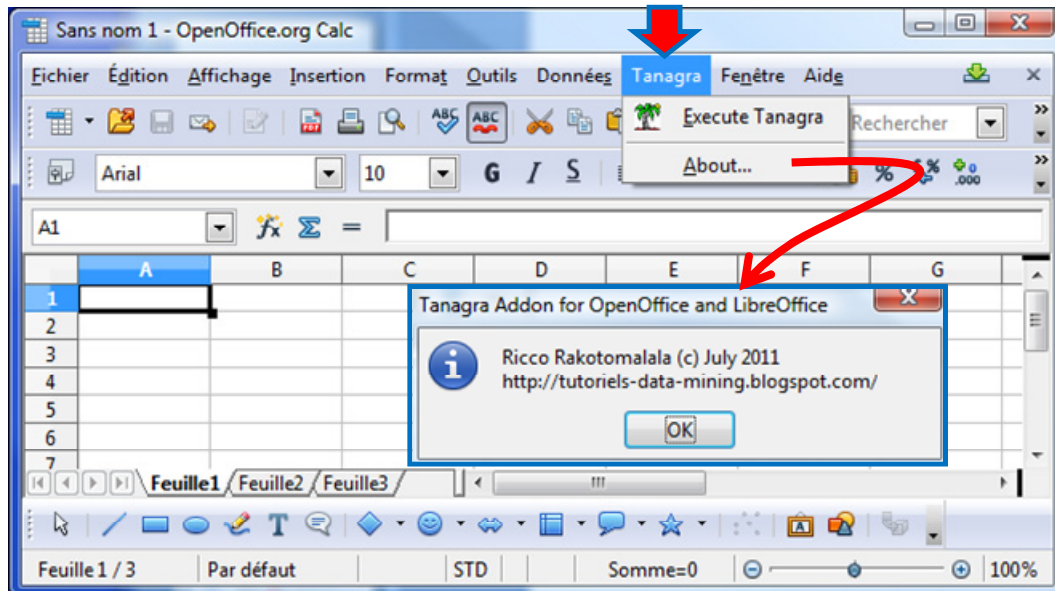 Sans nom 1 - OpenOffice.org Calc
Fichier Édition Affichage Insertion Format Outils Données Tanagra Fenêtre Aide
Execute Tanagra
Rechercher
About...
Arial 10 G I S % % .000
A1 =
A B C D E F G
1
2
3
4
5
6
7
Tanagra Addon for OpenOffice and LibreOffice
Ricco Rakotomalala (c) July 2011
http://tutoriels-data-mining.blogspot.com/
OK
Feuille1 Feuille2 Feuille3
Feuille 1 / 3 Par défaut STD Somme=0 100%